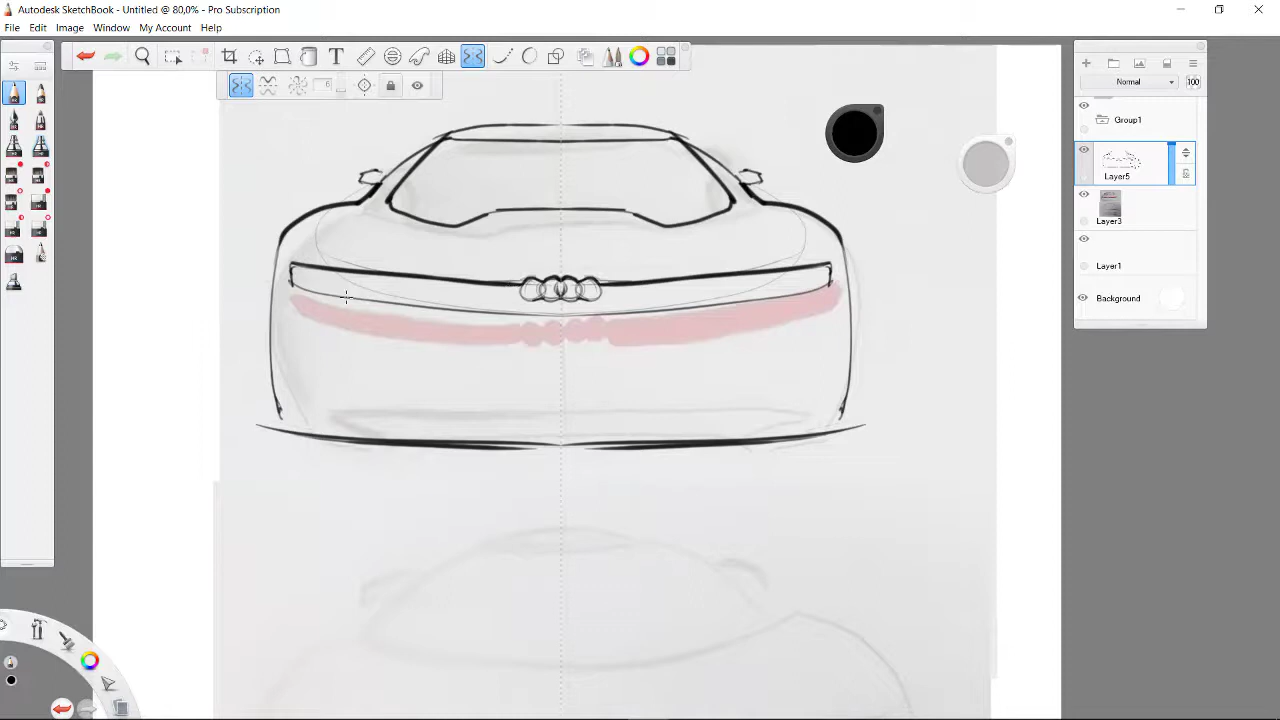 Autodesk SketchBook - Untitled @ 80,0% - Pro Subscription
File Edit Image Window My Account Help
T
6
Normal
100
Group1
Layer5
Layer3
Layer1
Background